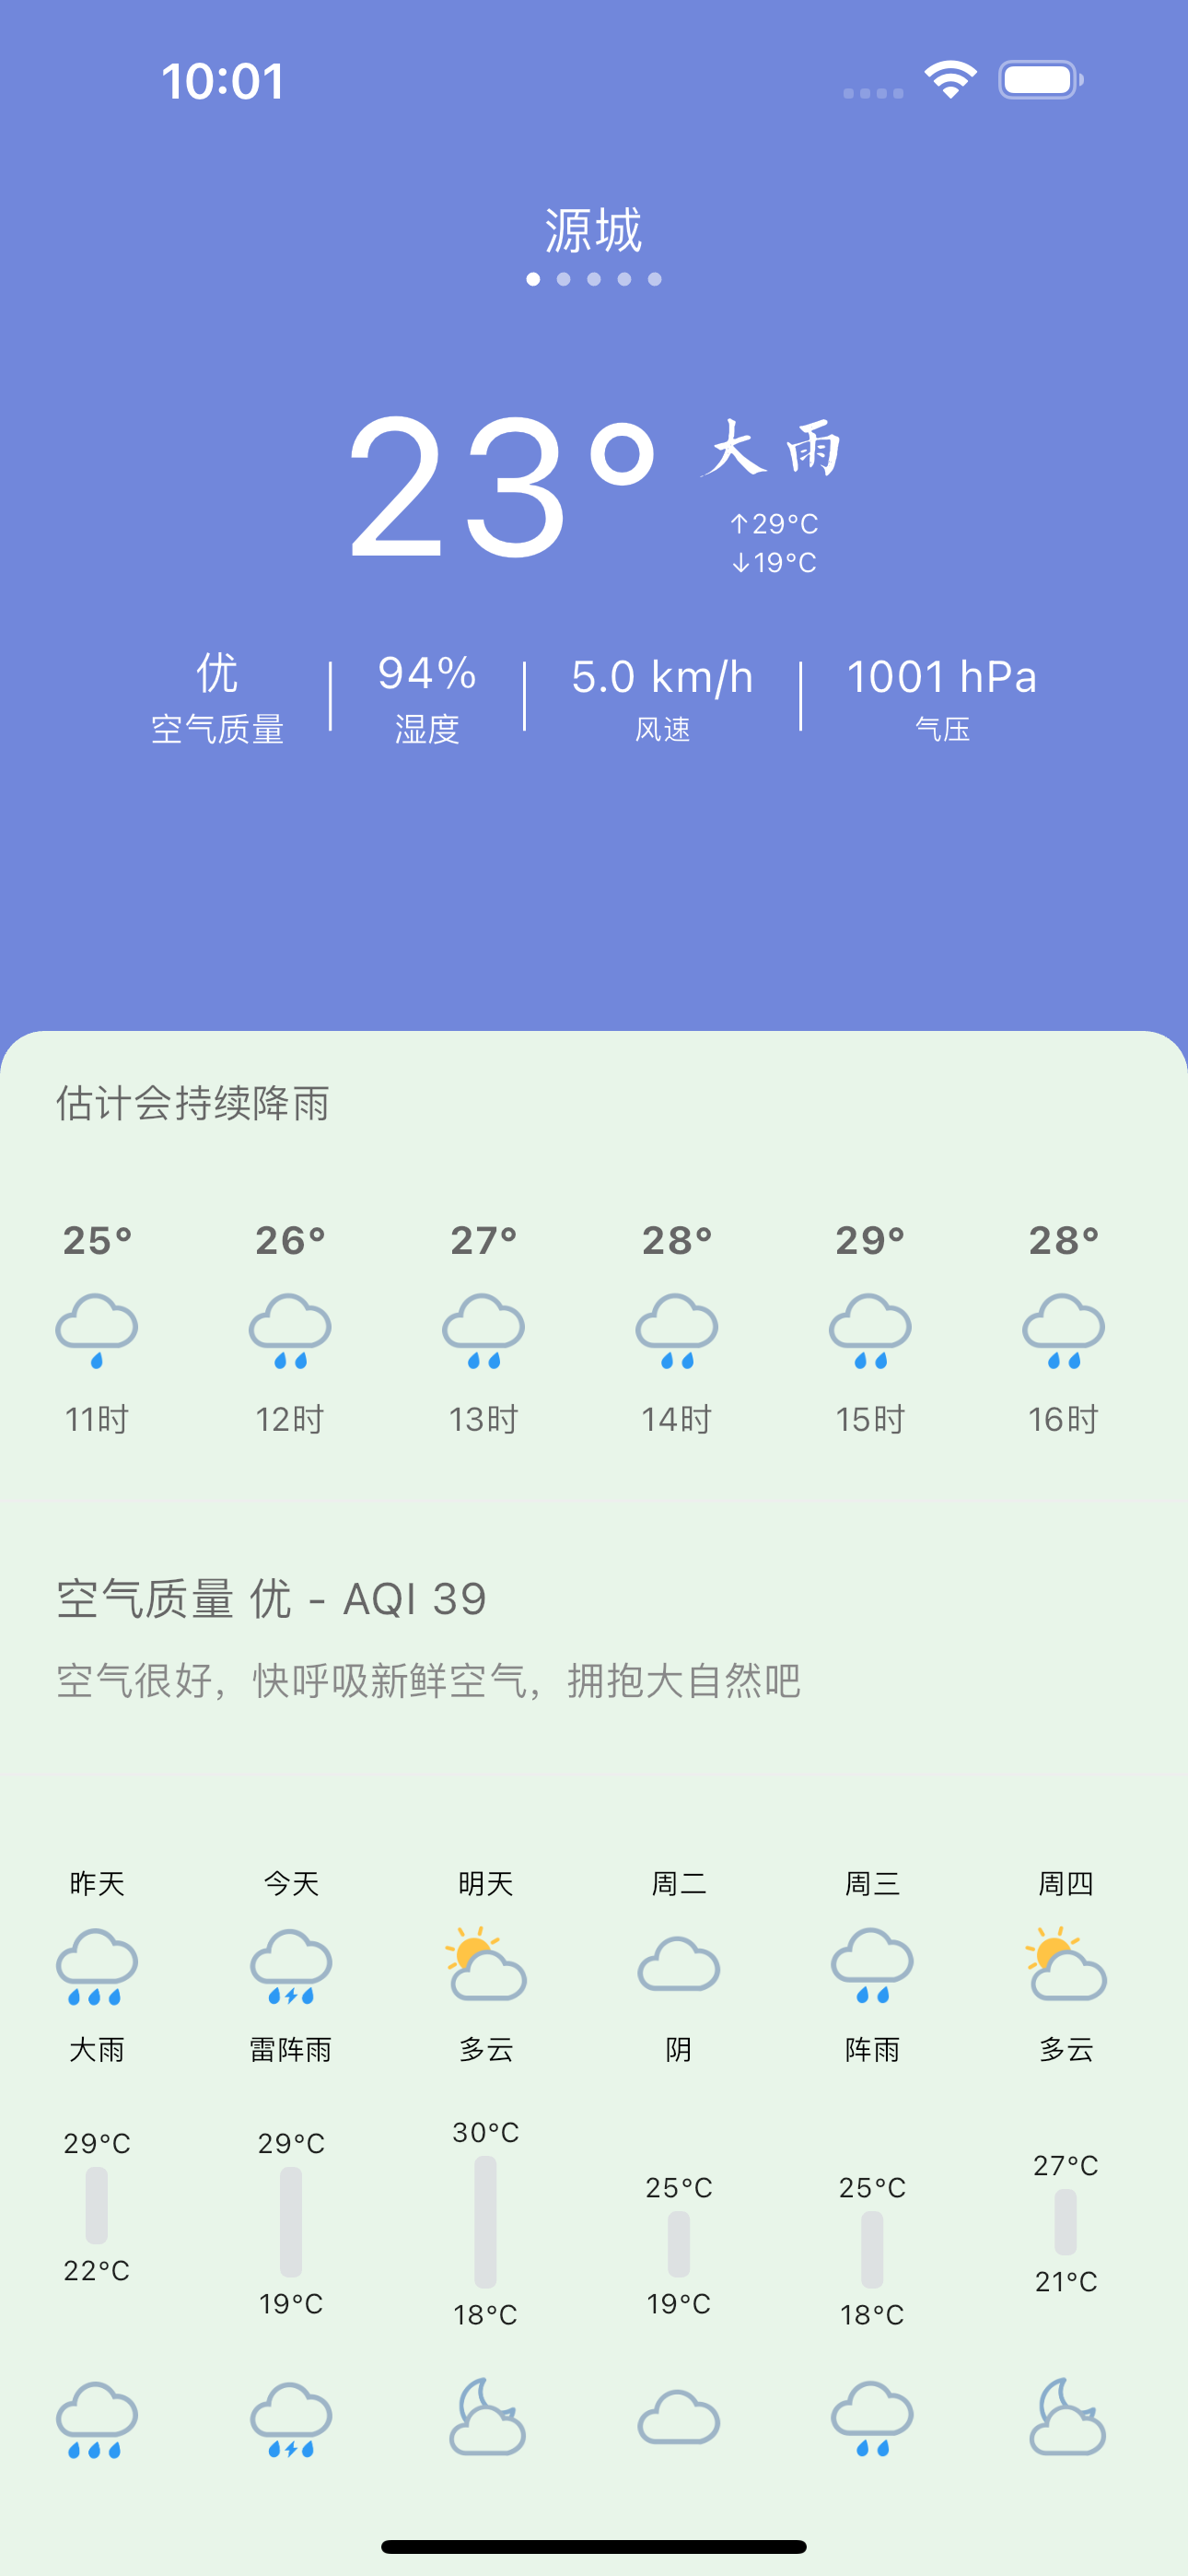 10:01
源城
23° 大雨
↑29°C
↓19°C
优 94% 5.0 km/h 1001 hPa
空气质量 湿度 风速 气压
估计会持续降雨
25° 26° 27° 28° 29° 28°
11时 12时 13时 14时 15时 16时
空气质量 优 - AQI 39
空气很好，快呼吸新鲜空气，拥抱大自然吧
昨天 今天 明天 周二 周三 周四
大雨 雷阵雨 多云 阴 阵雨 多云
29°C 29°C 30°C 25°C 25°C 27°C
22°C 19°C 18°C 19°C 18°C 21°C